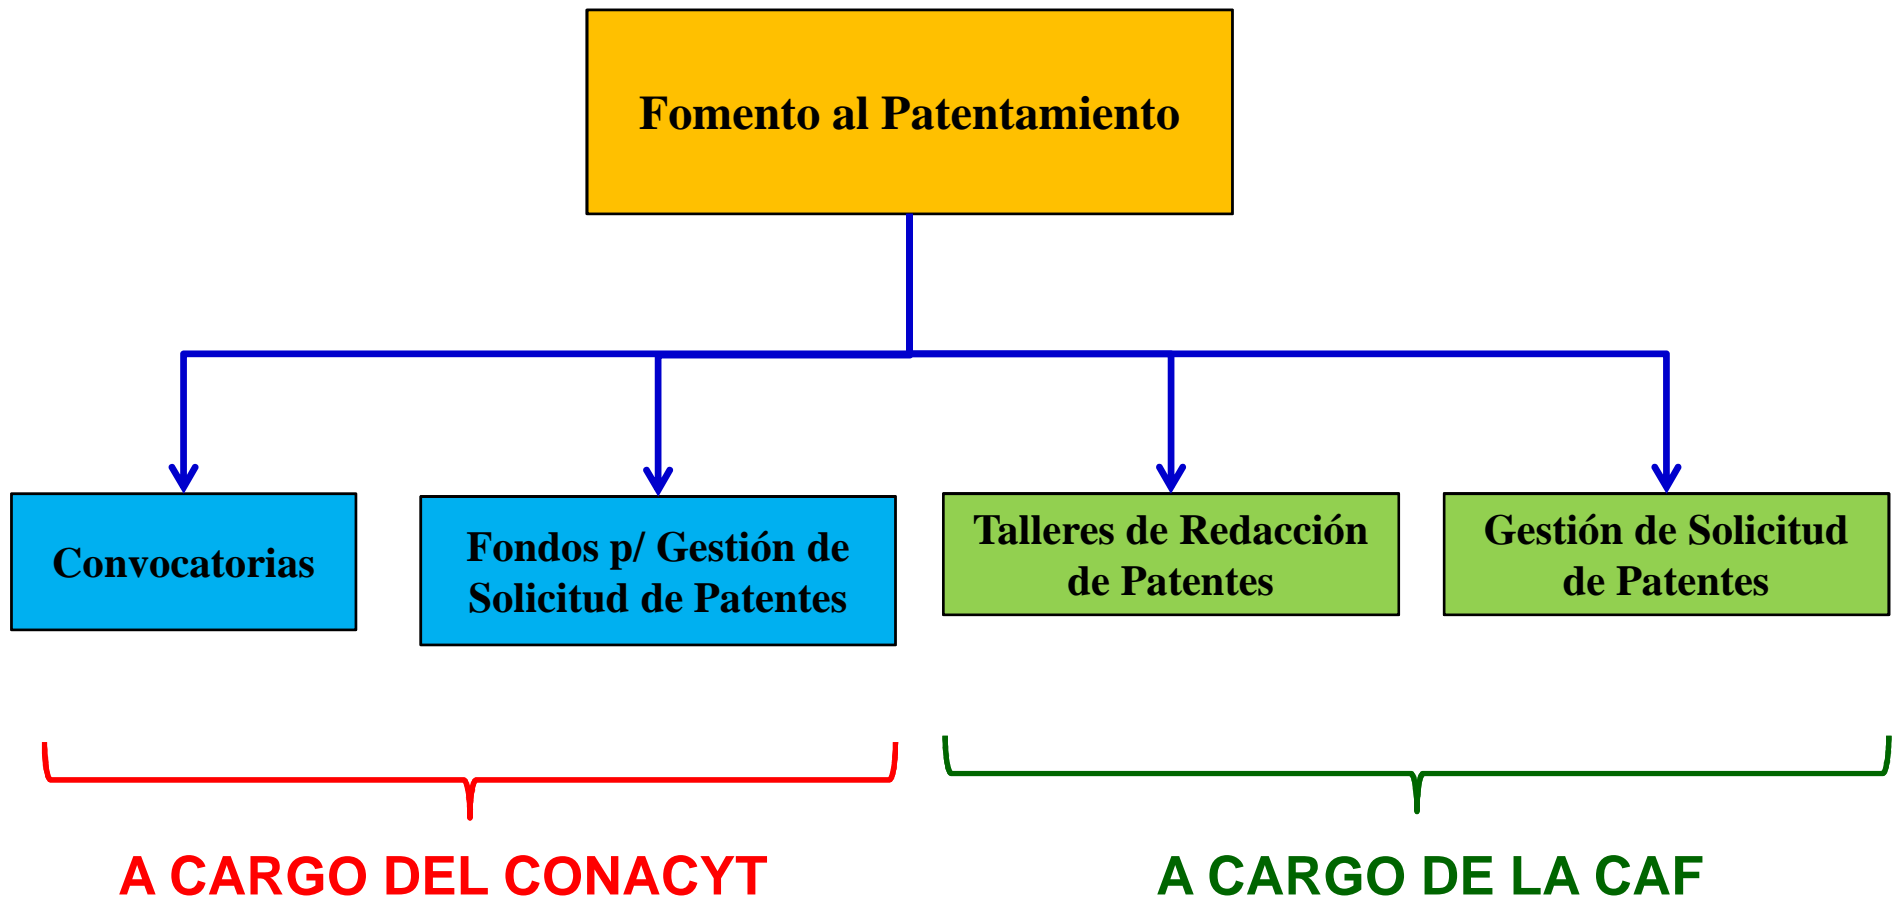 Fomento al Patentamiento
Convocatorias
Fondos p/ Gestión de
Solicitud de Patentes
Talleres de Redacción
de Patentes
Gestión de Solicitud
de Patentes
A CARGO DEL CONACYT
A CARGO DE LA CAF